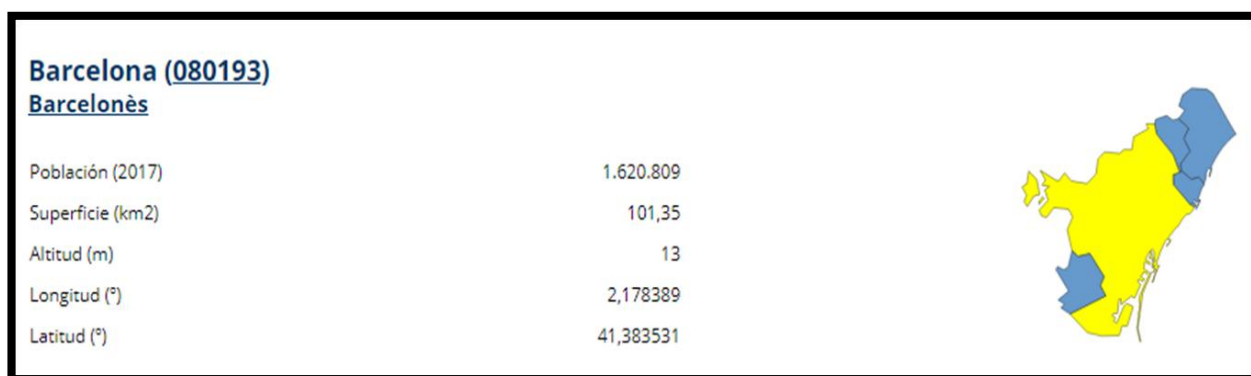 Barcelona (080193)
Barcelonès
Población (2017) 1.620.809
Superficie (km2) 101,35
Altitud (m) 13
Longitud (º) 2,178389
Latitud (º) 41,383531